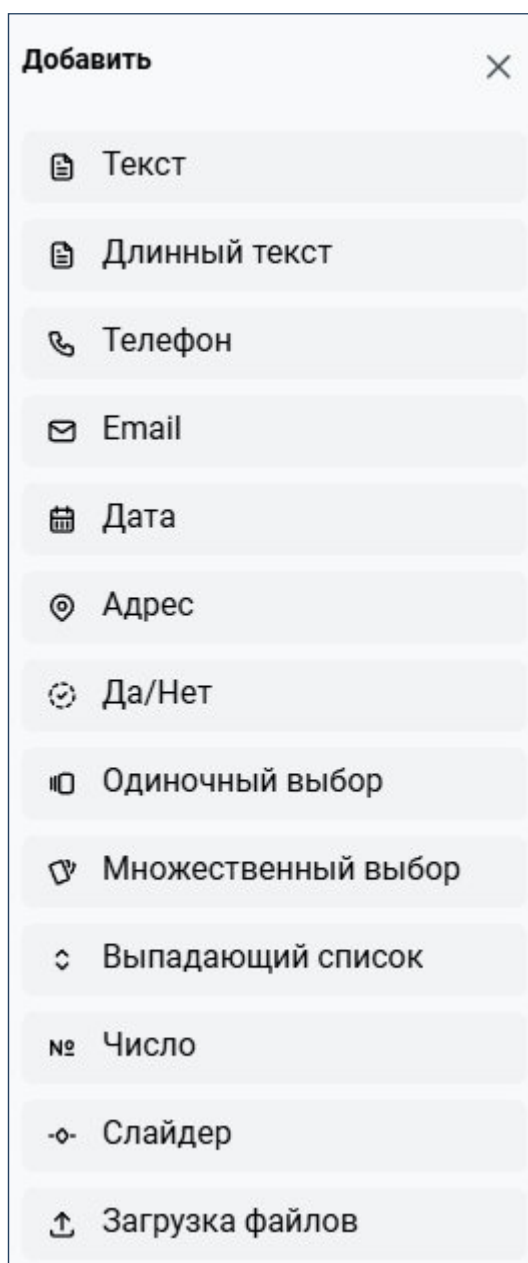 Добавить
Текст
Длинный текст
Телефон
Email
Дата
Адрес
Да/Нет
Одиночный выбор
Множественный выбор
Выпадающий список
№ Число
Слайдер
Загрузка файлов